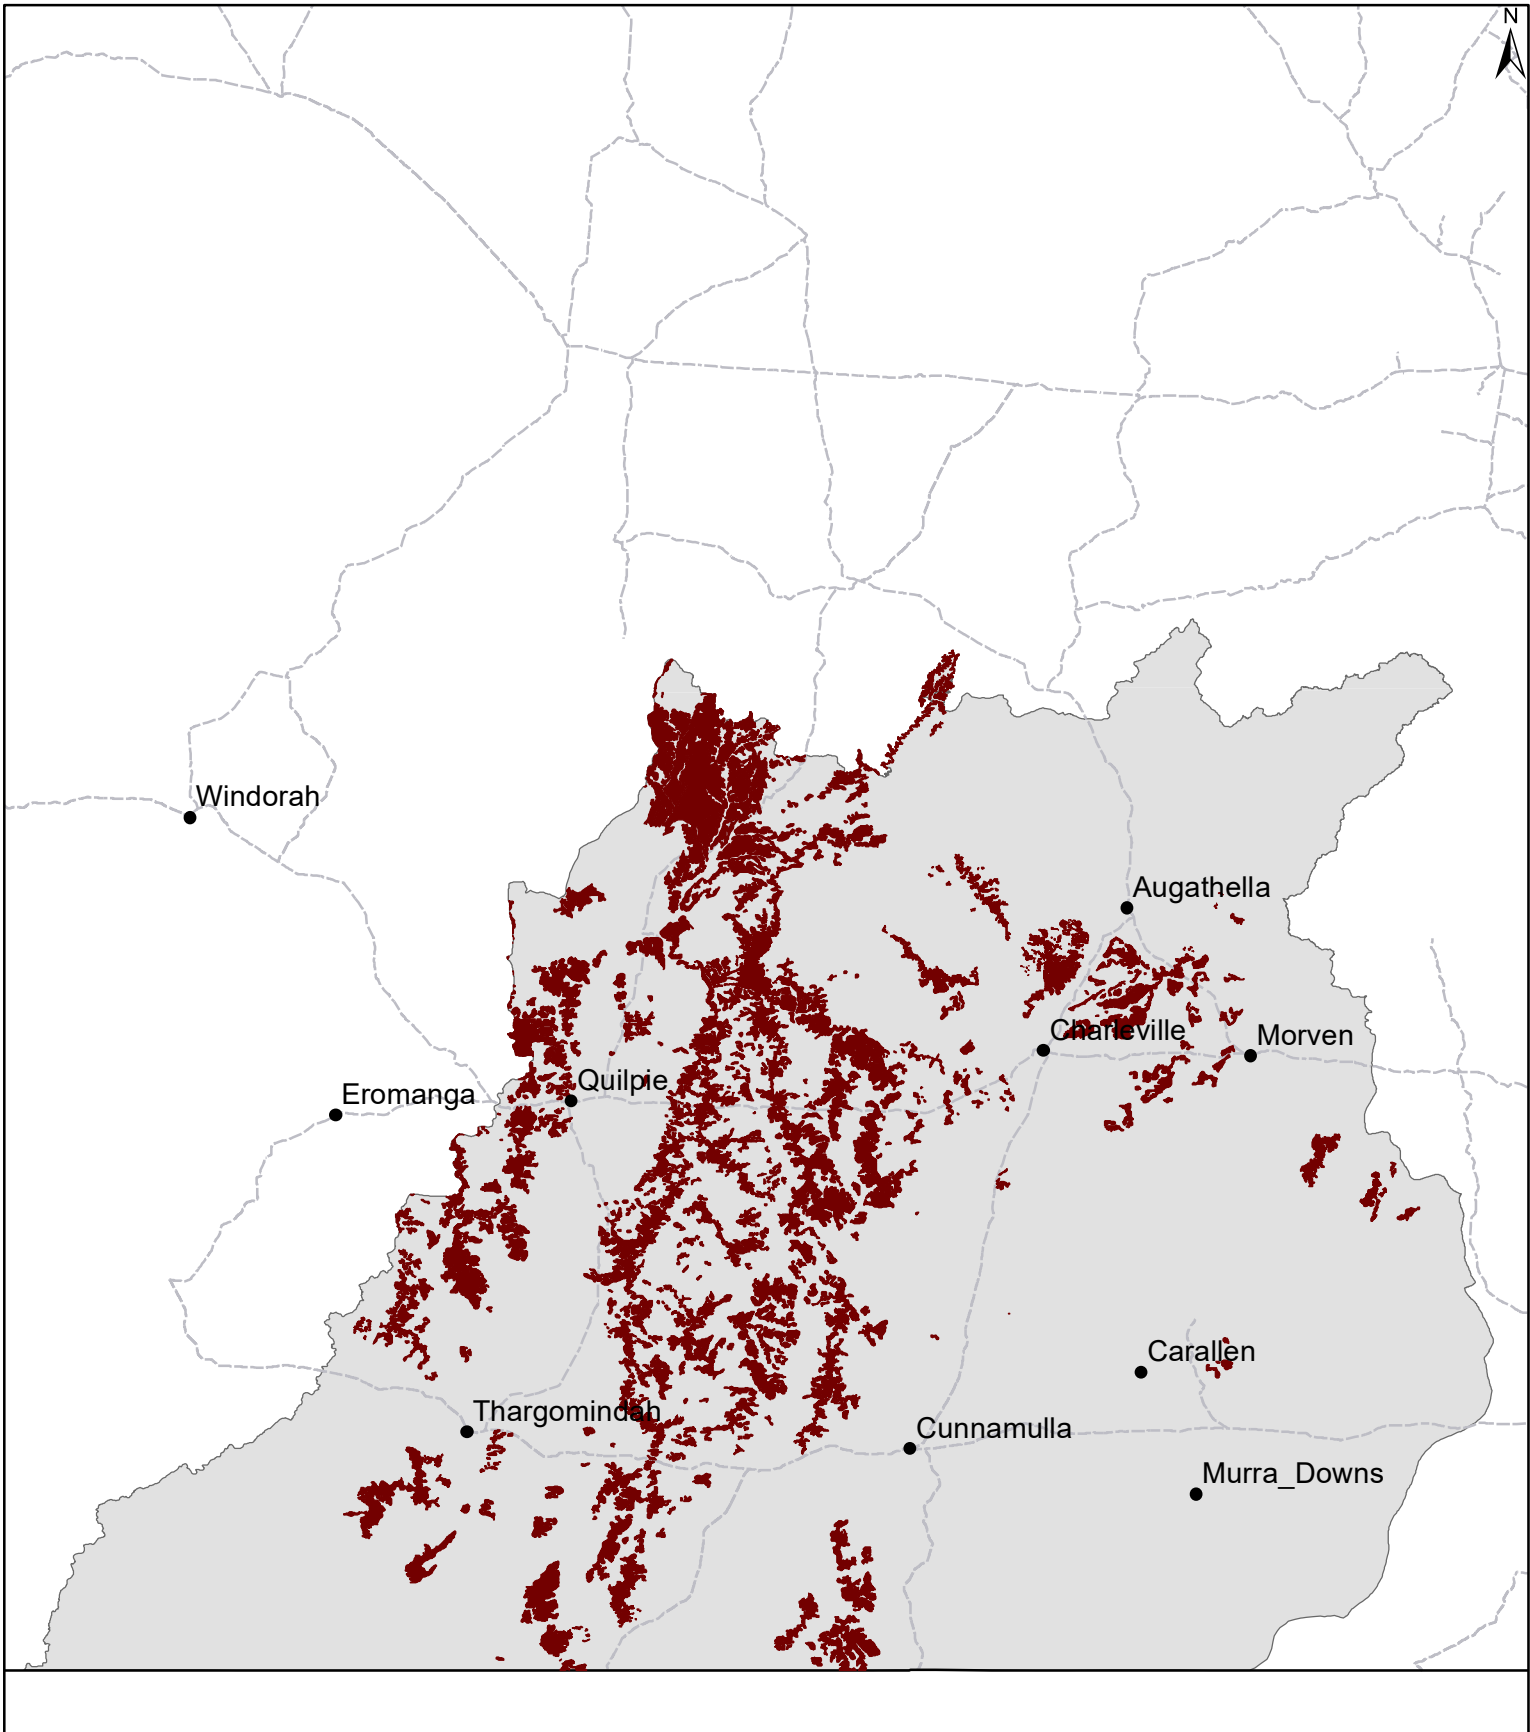 N
Windorah
Augathella
Charleville
Morven
Quilpie
Eromanga
Carallen
Thargomindah
Cunnamulla
Murra_Downs